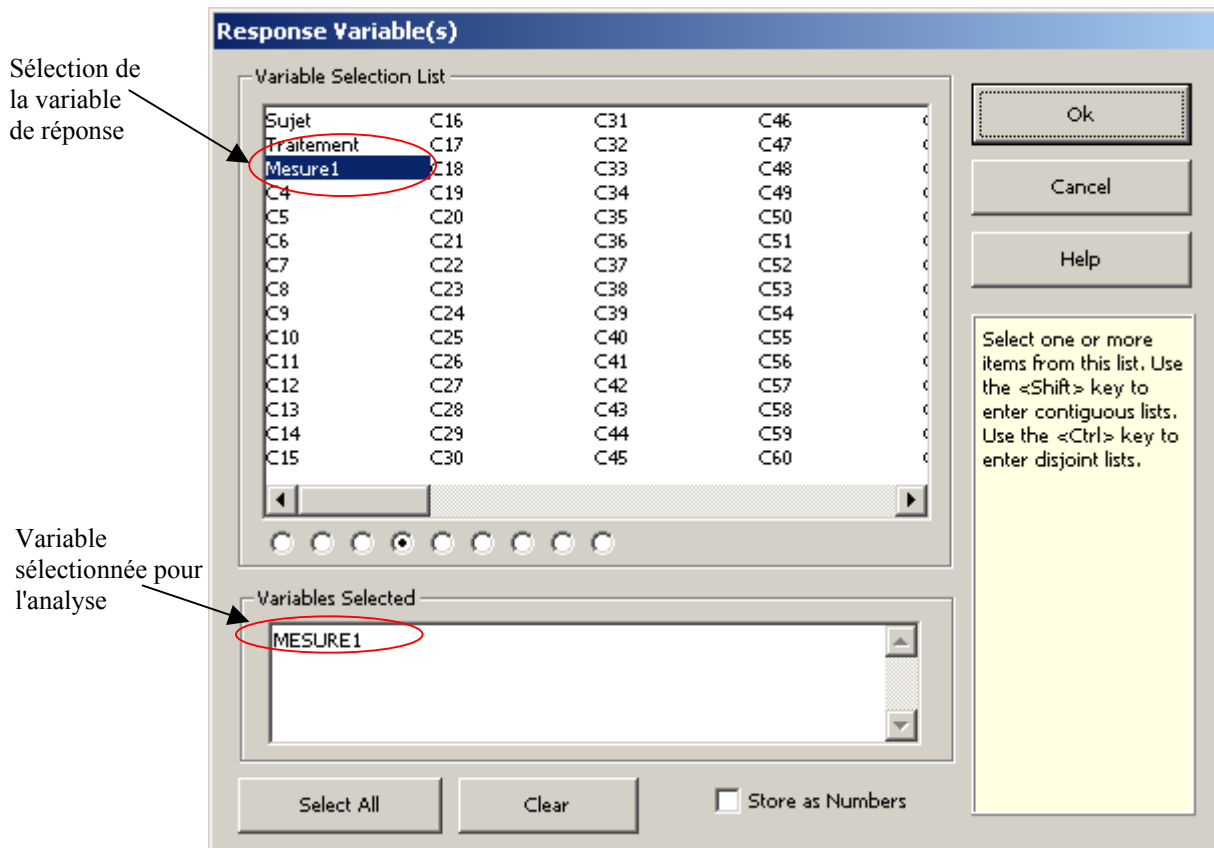 Response Variable(s)
Sélection de
la variable
de réponse
Variable Selection List
Sujet C16 C31 C46
Traitement C17 C32 C47
Mesure1 C18 C33 C48
C4 C19 C34 C49
C5 C20 C35 C50
C6 C21 C36 C51
C7 C22 C37 C52
C8 C23 C38 C53
C9 C24 C39 C54
C10 C25 C40 C55
C11 C26 C41 C56
C12 C27 C42 C57
C13 C28 C43 C58
C14 C29 C44 C59
C15 C30 C45 C60
Ok
Cancel
Help
Select one or more
items from this list. Use
the <Shift> key to
enter contiguous lists.
Use the <Ctrl> key to
enter disjoint lists.
Variable
sélectionnée pour
l'analyse
Variables Selected
MESURE1
Select All
Clear
Store as Numbers